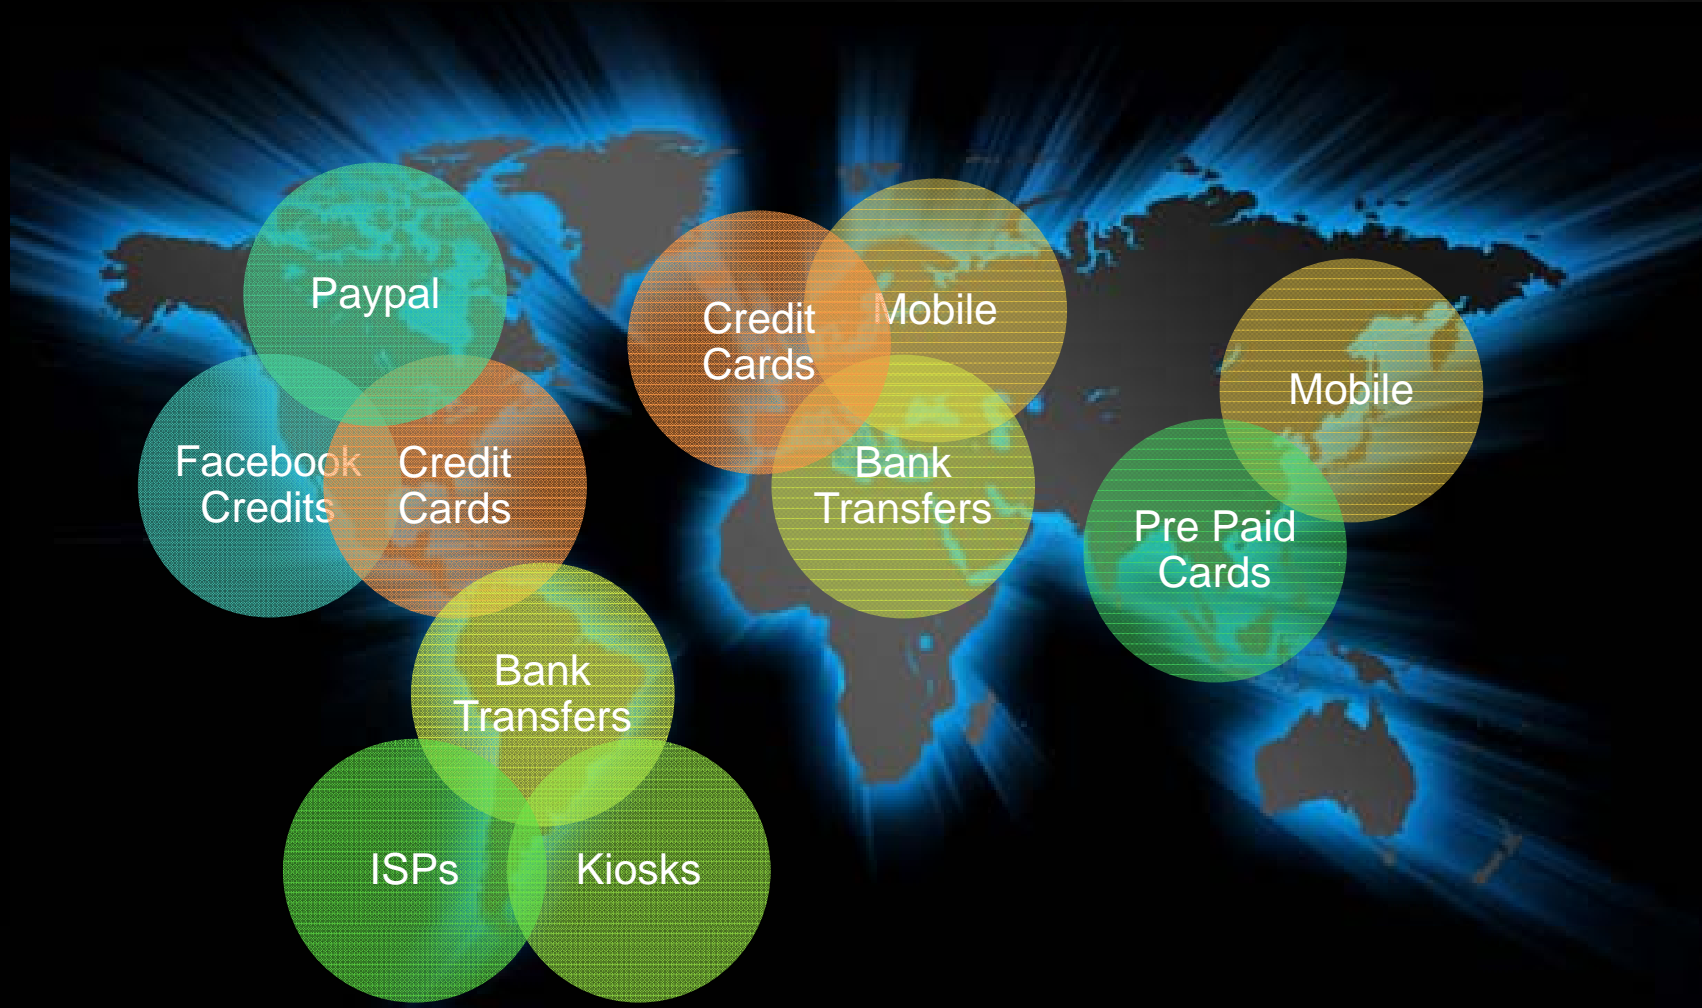 Paypal
Facebook
Credits
Credit
Cards
Bank
Transfers
ISPs
Kiosks
Credit
Cards
Mobile
Bank
Transfers
Mobile
Pre Paid
Cards